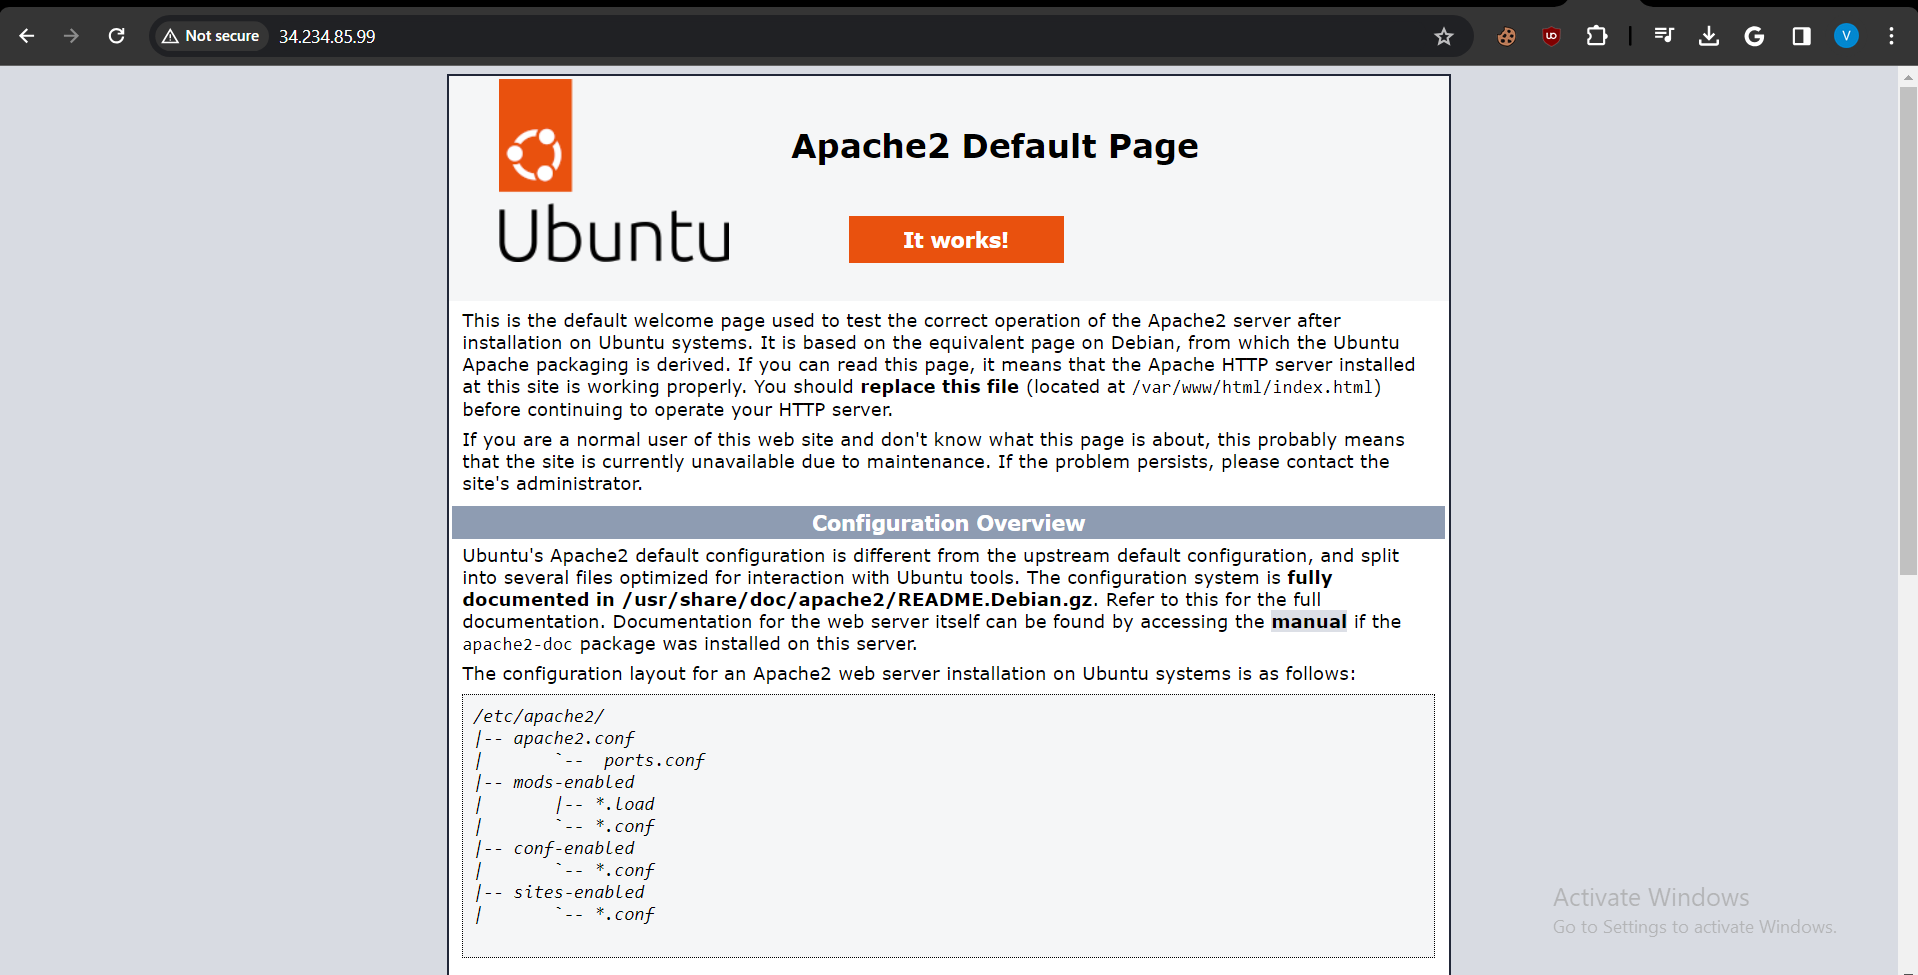 Not secure 34.234.85.99
V
Ubuntu
Apache2 Default Page
It works!
This is the default welcome page used to test the correct operation of the Apache2 server after
installation on Ubuntu systems. It is based on the equivalent page on Debian, from which the Ubuntu
Apache packaging is derived. If you can read this page, it means that the Apache HTTP server installed
at this site is working properly. You should replace this file (located at /var/www/html/index.html)
before continuing to operate your HTTP server.
If you are a normal user of this web site and don't know what this page is about, this probably means
that the site is currently unavailable due to maintenance. If the problem persists, please contact the
site's administrator.
Configuration Overview
Ubuntu's Apache2 default configuration is different from the upstream default configuration, and split
into several files optimized for interaction with Ubuntu tools. The configuration system is fully
documented in /usr/share/doc/apache2/README.Debian.gz. Refer to this for the full
documentation. Documentation for the web server itself can be found by accessing the manual if the
apache2-doc package was installed on this server.
The configuration layout for an Apache2 web server installation on Ubuntu systems is as follows:
/etc/apache2/
|-- apache2.conf
|       `--  ports.conf
|-- mods-enabled
|       |-- *.load
|       `-- *.conf
|-- conf-enabled
|       `-- *.conf
|-- sites-enabled
|       `-- *.conf
Activate Windows
Go to Settings to activate Windows.